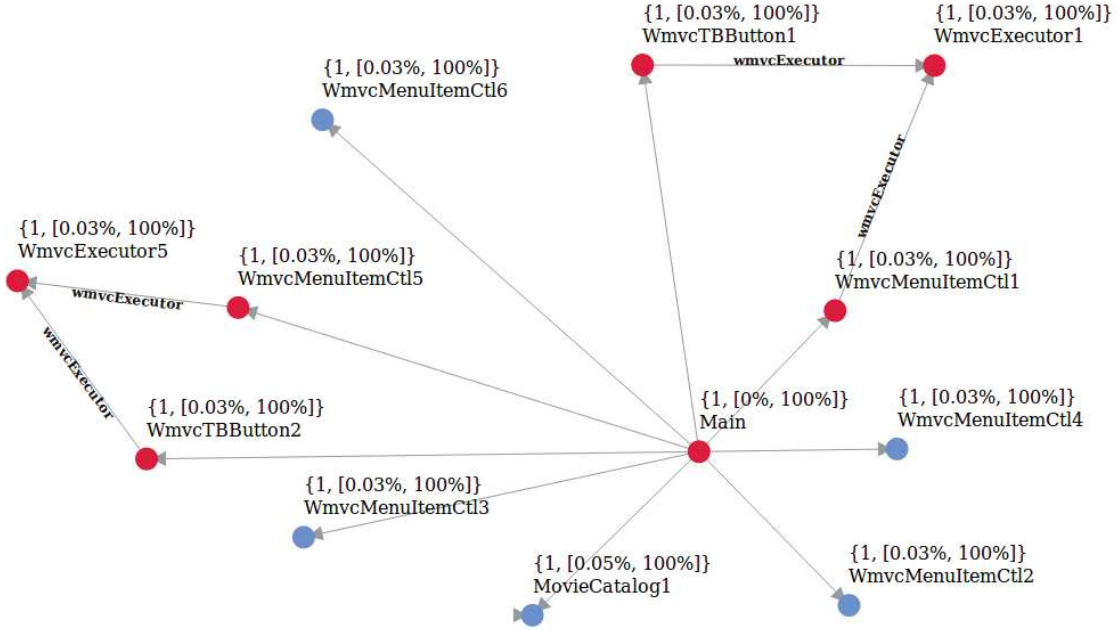 {1, [0.03%, 100%]}
WmvcTBButton1
{1, [0.03%, 100%]}
WmvcExecutor1
wmvcExecutor
{1, [0.03%, 100%]}
WmvcMenuItemCtl6
wmvcExecutor
{1, [0.03%, 100%]}
WmvcExecutor5
{1, [0.03%, 100%]}
WmvcMenuItemCtl5
{1, [0.03%, 100%]}
WmvcMenuItemCtl1
wmvcExecutor
wmvcExecutor
{1, [0.03%, 100%]}
WmvcTBButton2
{1, [0%, 100%]}
Main
{1, [0.03%, 100%]}
WmvcMenuItemCtl4
{1, [0.03%, 100%]}
WmvcMenuItemCtl3
{1, [0.05%, 100%]}
MovieCatalog1
{1, [0.03%, 100%]}
WmvcMenuItemCtl2